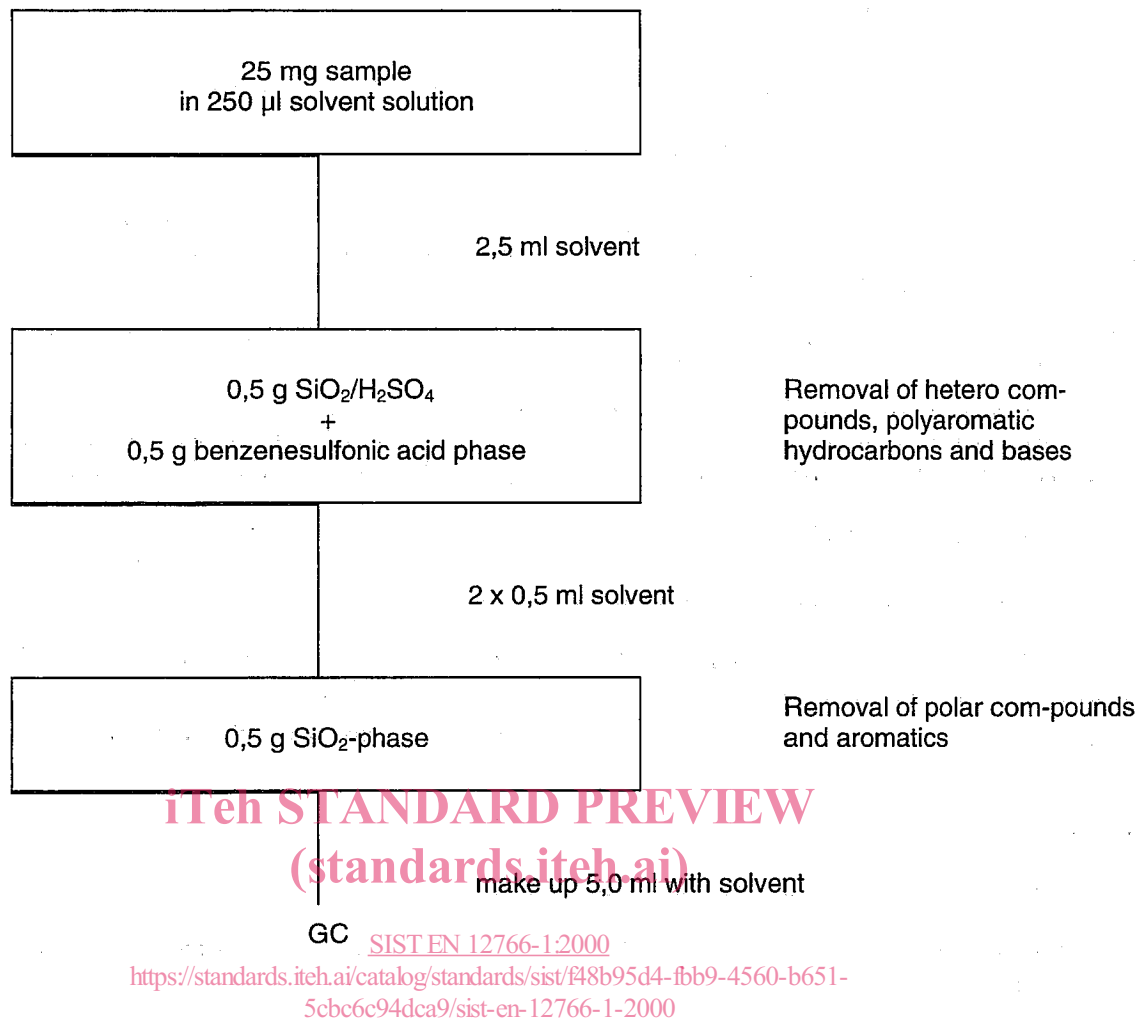 25 mg sample
in 250 µl solvent solution
2,5 ml solvent
0,5 g SiO₂/H₂SO₄
+
0,5 g benzenesulfonic acid phase
Removal of hetero com-
pounds, polyaromatic
hydrocarbons and bases
2 x 0,5 ml solvent
0,5 g SiO₂-phase
Removal of polar com-pounds
and aromatics
iTeh STANDARD PREVIEW
(standards.iteh.ai)
make up 5,0 ml with solvent
GC
SIST EN 12766-1:2000
https://standards.iteh.ai/catalog/standards/sist/f48b95d4-fbb9-4560-b651-
5cbc6c94dca9/sist-en-12766-1-2000